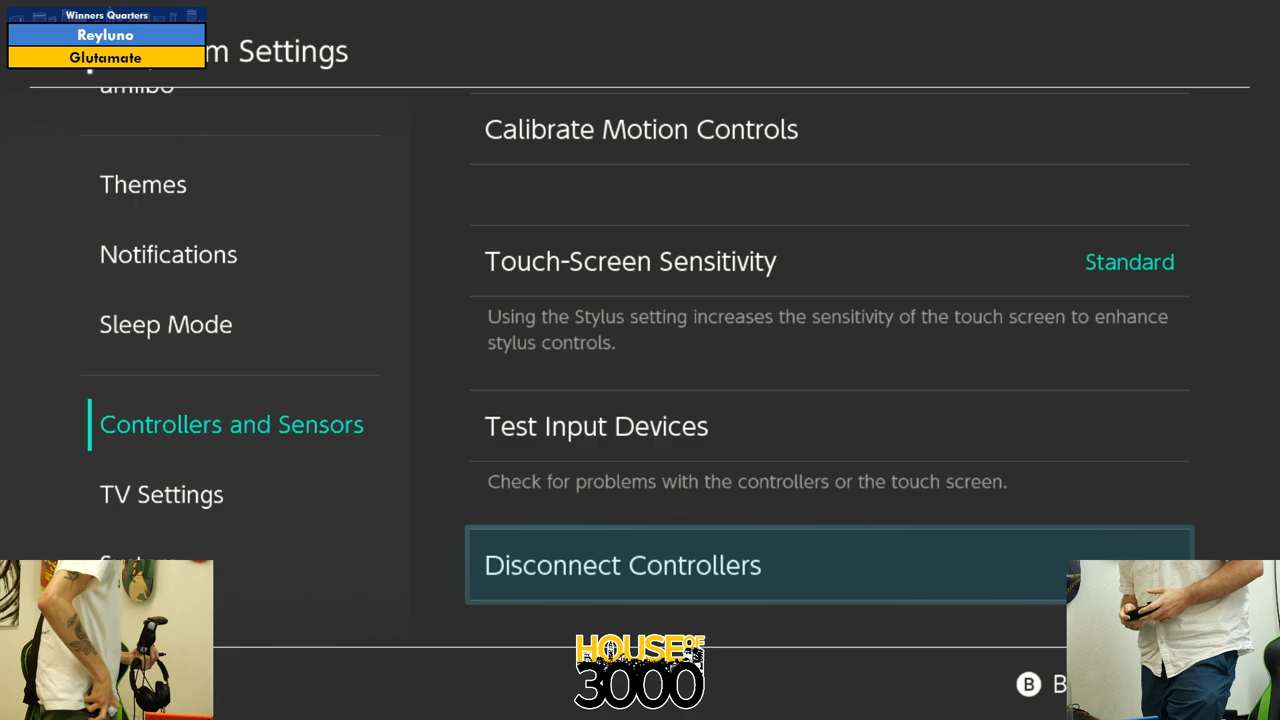 Winners Quarters
Reyluno
Glutamate
m Settings
amiibo
Themes
Notifications
Sleep Mode
Controllers and Sensors
TV Settings
System
Calibrate Motion Controls
Touch-Screen Sensitivity Standard
Using the Stylus setting increases the sensitivity of the touch screen to enhance
stylus controls.
Test Input Devices
Check for problems with the controllers or the touch screen.
Disconnect Controllers
HOUSE OF
3000
B B